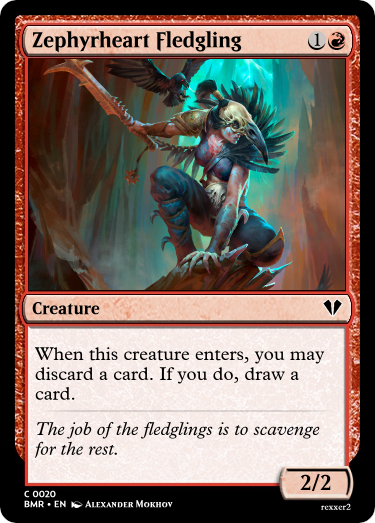 Zephyrheart Fledgling 1
Creature
When this creature enters, you may
discard a card. If you do, draw a
card.
The job of the fledglings is to scavenge
for the rest.
2/2
C 0020
BMR • EN Alexander Mokhov
rexxer2